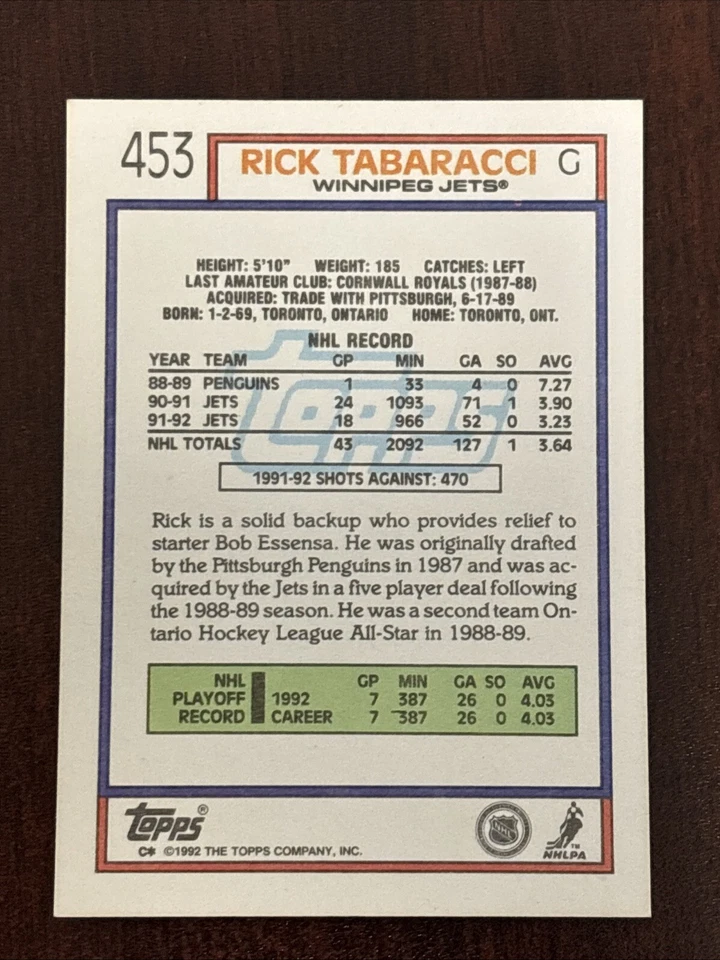 453 RICK TABARACCI G
WINNIPEG JETS®
HEIGHT: 5'10" WEIGHT: 185 CATCHES: LEFT
LAST AMATEUR CLUB: CORNWALL ROYALS (1987-88)
ACQUIRED: TRADE WITH PITTSBURGH, 6-17-89
BORN: 1-2-69, TORONTO, ONTARIO HOME: TORONTO, ONT.
topps
NHL RECORD
YEAR TEAM GP MIN GA SO AVG
88-89 PENGUINS 1 33 4 0 7.27
90-91 JETS 24 1093 71 1 3.90
91-92 JETS 18 966 52 0 3.23
NHL TOTALS 43 2092 127 1 3.64
1991-92 SHOTS AGAINST: 470
Rick is a solid backup who provides relief to
starter Bob Essensa. He was originally drafted
by the Pittsburgh Penguins in 1987 and was ac-
quired by the Jets in a five player deal following
the 1988-89 season. He was a second team On-
tario Hockey League All-Star in 1988-89.
NHL GP MIN GA SO AVG
PLAYOFF 1992 7 387 26 0 4.03
RECORD CAREER 7 387 26 0 4.03
topps®
C* ©1992 THE TOPPS COMPANY, INC.
NHL
TM
NHLPA